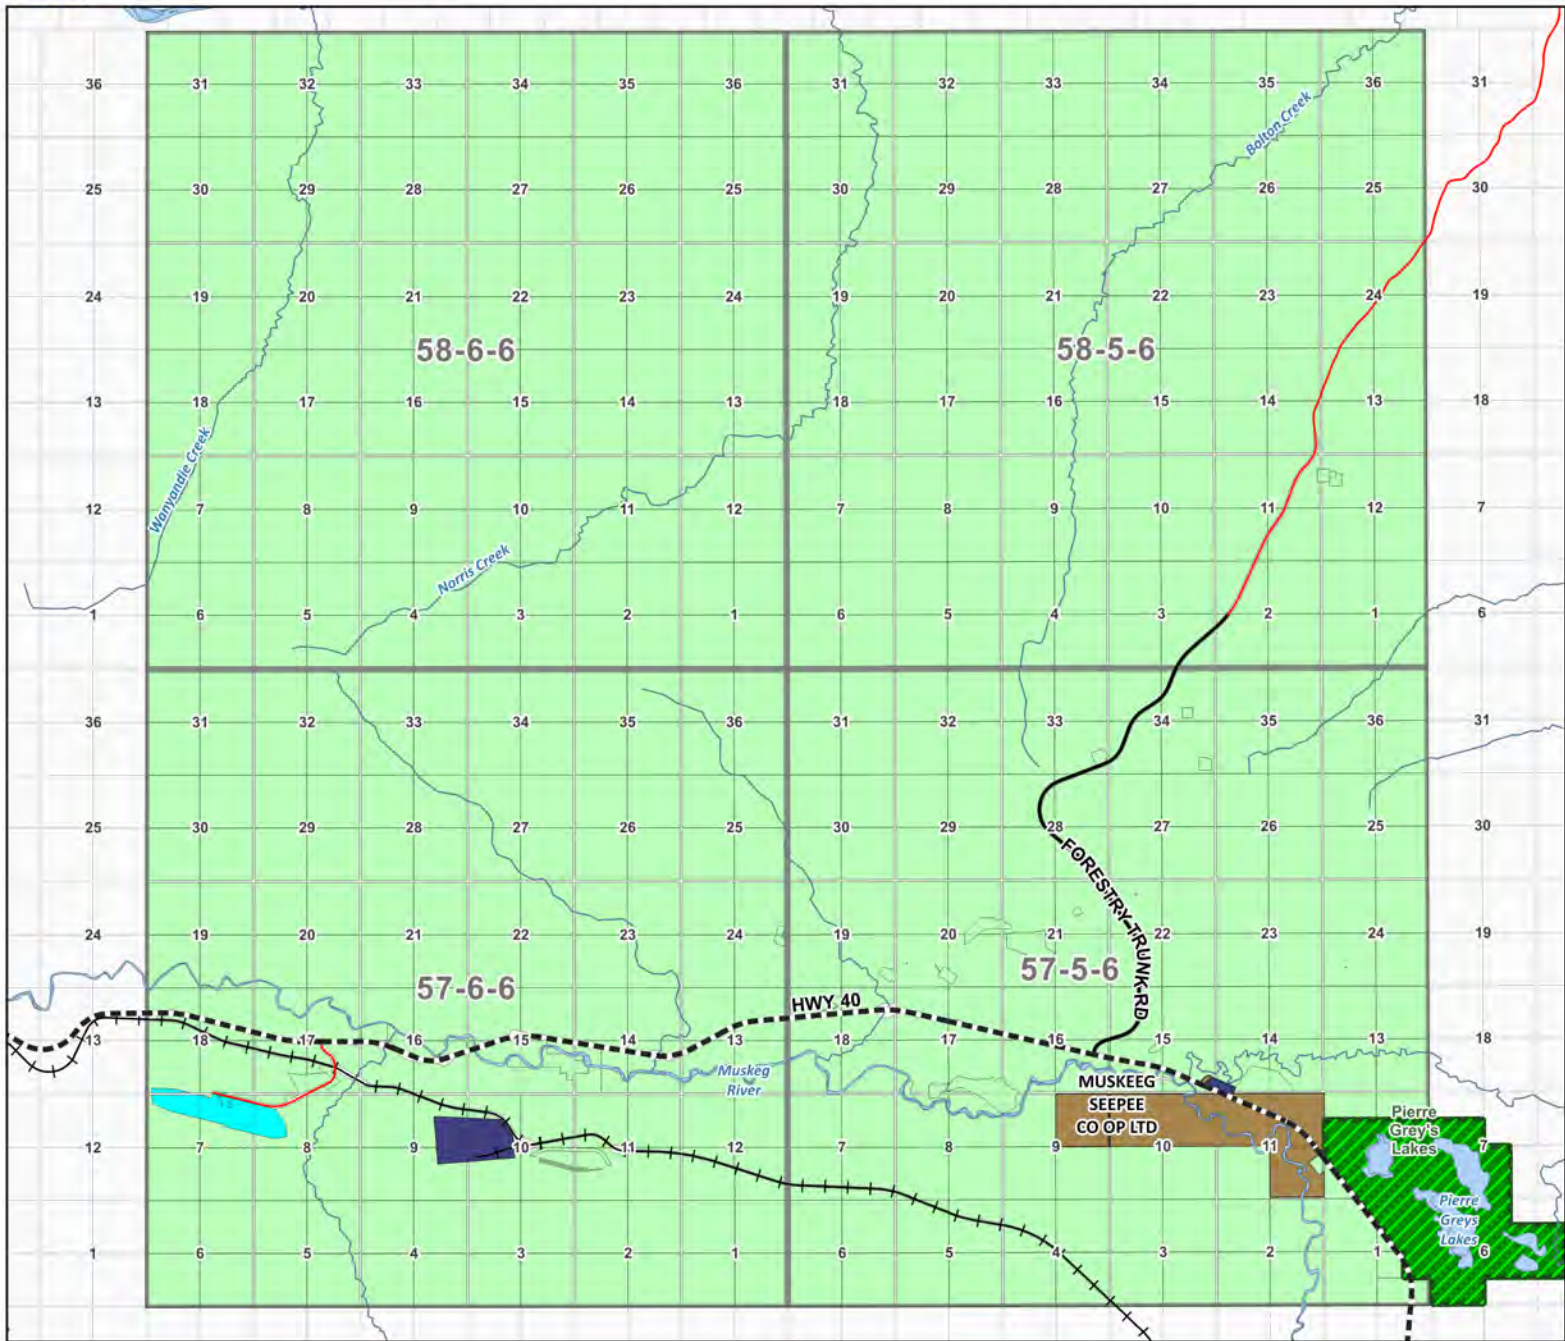 36 31 32 33 34 35 36 31 32 33 34 35 36 31
Bolton Creek
25 30 29 28 27 26 25 30 29 28 27 26 25 30
24 19 20 21 22 23 24 19 20 21 22 23 24 19
58-6-6 58-5-6
13 18 17 16 15 14 13 18 17 16 15 14 13 18
Wanyandie Creek
12 7 8 9 10 11 12 7 8 9 10 11 12 7
Norris Creek
1 6 5 4 3 2 1 6 5 4 3 2 1 6
36 31 32 33 34 35 36 31 32 33 34 35 36 31
25 30 29 28 27 26 25 30 29 28 27 26 25 30
FORESTRY TRUNK RD
24 19 20 21 22 23 24 19 20 21 22 23 24 19
57-6-6 57-5-6
HWY 40
13 18 17 16 15 14 13 18 17 16 15 14 18
Muskeg
River
MUSKEEG
SEEPEE
CO OP LTD
Pierre
Grey's
Lakes
12 7 8 9 10 11 12 7 8 9 10 11 7
Pierre
Greys
Lakes
1 6 5 4 3 2 1 6 5 4 3 2 1 6